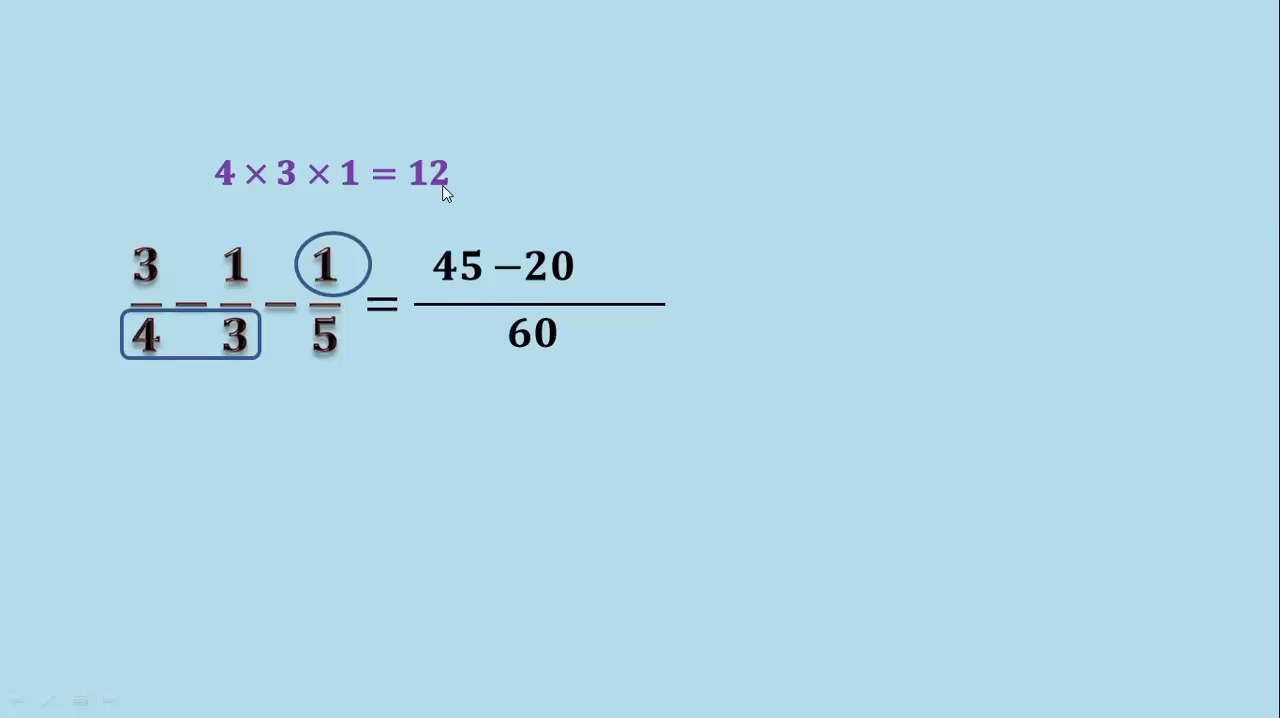 4 × 3 × 1 = 12
3/4 − 1/3 − 1/5 = 45 − 20 / 60